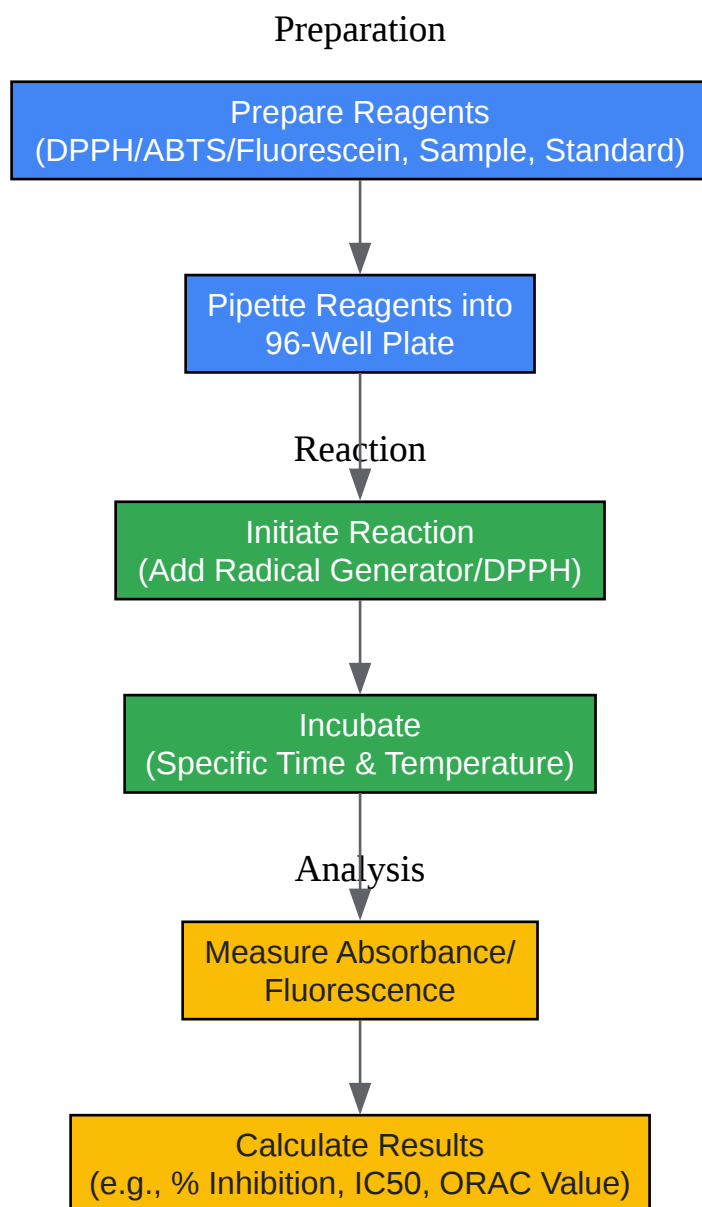 Preparation
Prepare Reagents
(DPPH/ABTS/Fluorescein, Sample, Standard)
Pipette Reagents into
96-Well Plate
Reaction
Initiate Reaction
(Add Radical Generator/DPPH)
Incubate
(Specific Time & Temperature)
Analysis
Measure Absorbance/
Fluorescence
Calculate Results
(e.g., % Inhibition, IC50, ORAC Value)